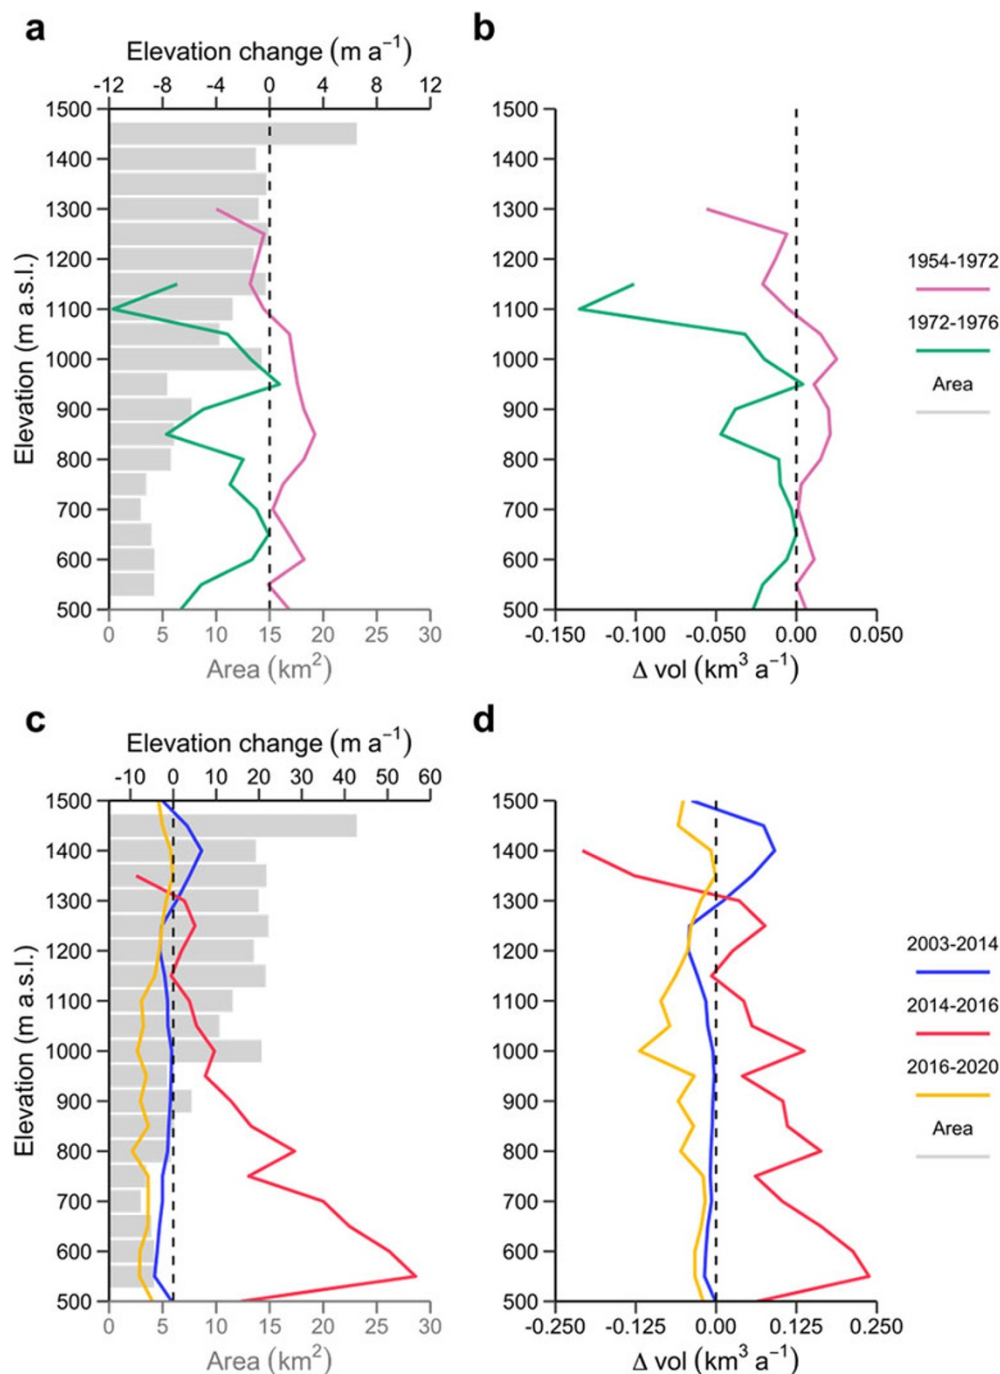 a
Elevation change (m a⁻¹)
-12 -8 -4 0 4 8 12
1500
1400
1300
1200
1100
1000
900
800
700
600
500
Elevation (m a.s.l.)
0 5 10 15 20 25 30
Area (km²)
b
1500
1400
1300
1200
1100
1000
900
800
700
600
500
-0.150 -0.100 -0.050 0.00 0.050
Δ vol (km³ a⁻¹)
1954-1972
1972-1976
Area
c
Elevation change (m a⁻¹)
-10 0 10 20 30 40 50 60
1500
1400
1300
1200
1100
1000
900
800
700
600
500
Elevation (m a.s.l.)
0 5 10 15 20 25 30
Area (km²)
d
1500
1400
1300
1200
1100
1000
900
800
700
600
500
-0.250 -0.125 0.00 0.125 0.250
Δ vol (km³ a⁻¹)
2003-2014
2014-2016
2016-2020
Area